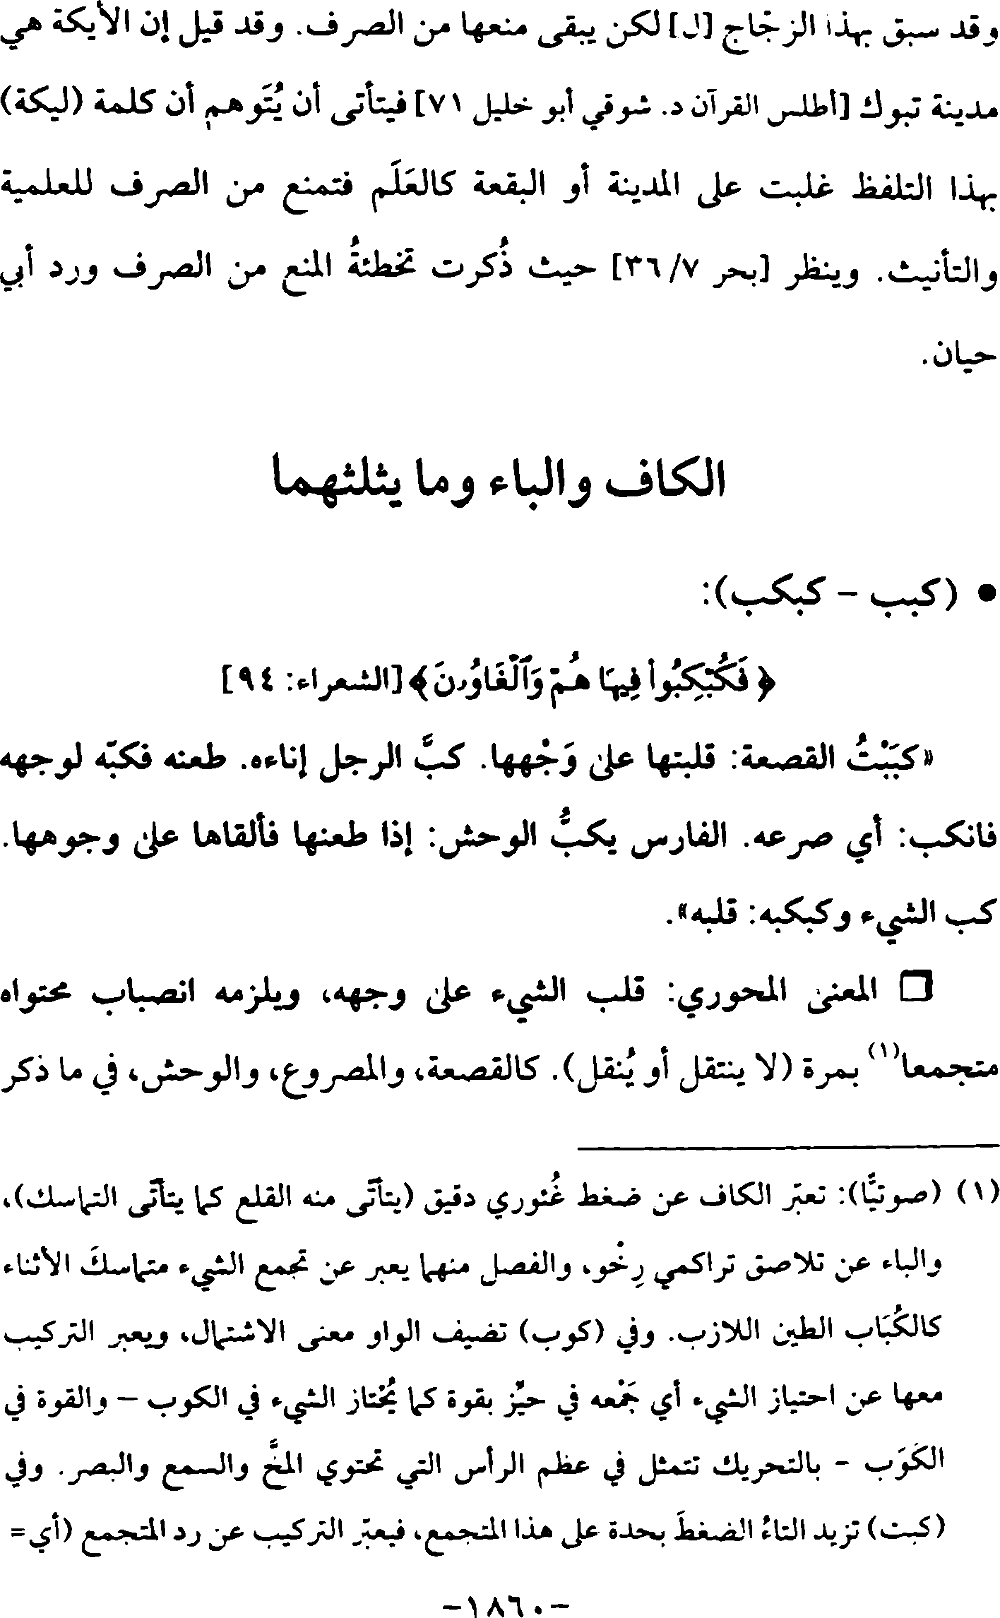 وقد سبق بهذا الزجّاج [ل] لكن يبقى منعها من الصرف. وقد قيل إن الأيكة هي
مدينة تبوك [أطلس القرآن د. شوقي أبو خليل ٧١] فيتأتى أن يُتَوهم أن كلمة (ليكة)
بهذا التلفظ غلبت على المدينة أو البقعة كالعَلَم فتمنع من الصرف للعلمية
والتأنيث. وينظر [بحر ٧/ ٣٦] حيث ذُكرت تخطئةُ المنع من الصرف ورد أبي
حيان.
الكاف والباء وما يثلثهما
● (كبب – كبكب):
﴿فَكُبْكِبُوا۟ فِيهَا هُمْ وَٱلْغَاوُۥنَ﴾ [الشعراء: ٩٤]
«كبَبْتُ القصعة: قلبتها علىٰ وَجْهها. كبَّ الرجل إناءه. طعنه فكبّه لوجهه
فانكب: أي صرعه. الفارس يكبُّ الوحش: إذا طعنها فألقاها علىٰ وجوهها.
كب الشيء وكبكبه: قلبه».
❒ المعنىٰ المحوري: قلب الشيء علىٰ وجهه، ويلزمه انصباب محتواه
متجمعا(١) بمرة (لا ينتقل أو يُنقل). كالقصعة، والمصروع، والوحش، في ما ذكر
(١) (صوتيًّا): تعبّر الكاف عن ضغط غُئوري دقيق (يتأتّى منه القلع كما يتأتّى التماسك)،
والباء عن تلاصق تراكمي رِخْو، والفصل منهما يعبر عن تجمع الشيء متماسكَ الأثناء
كالكُبَاب الطين اللازب. وفي (كوب) تضيف الواو معنى الاشتمال، ويعبر التركيب
معها عن احتياز الشيء أي جَمْعه في حيِّز بقوة كما يُحْتاز الشيء في الكوب – والقوة في
الكَوَب – بالتحريك تتمثل في عظم الرأس التي تحتوي المخَّ والسمع والبصر. وفي
(كبت) تزيد التاءُ الضغطَ بحدة على هذا المتجمع، فيعبّر التركيب عن رد المتجمع (أي=
-١٨٦٠-